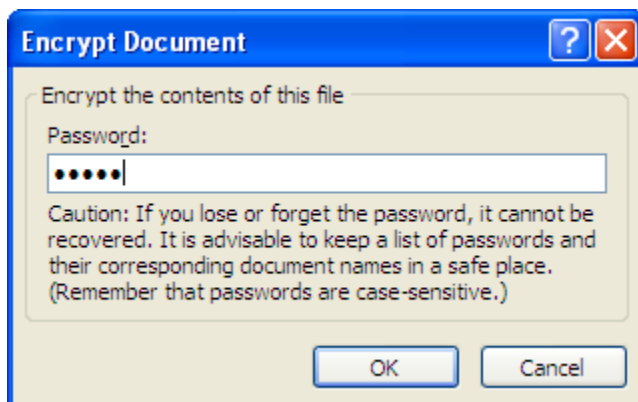 Encrypt Document
Encrypt the contents of this file
Password:
•••••
Caution: If you lose or forget the password, it cannot be
recovered. It is advisable to keep a list of passwords and
their corresponding document names in a safe place.
(Remember that passwords are case-sensitive.)
OK Cancel